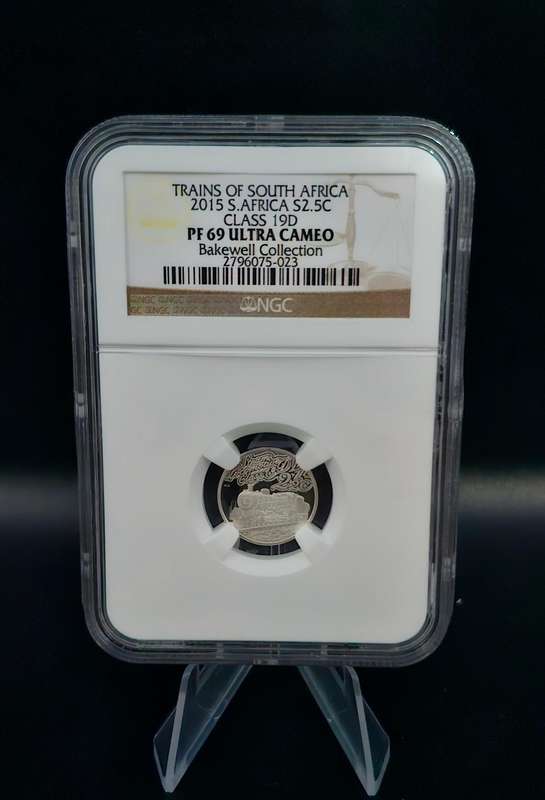 TRAINS OF SOUTH AFRICA
2015 S.AFRICA S2.5C
CLASS 19D
PF 69 ULTRA CAMEO
Bakewell Collection
2796075-023
NGC